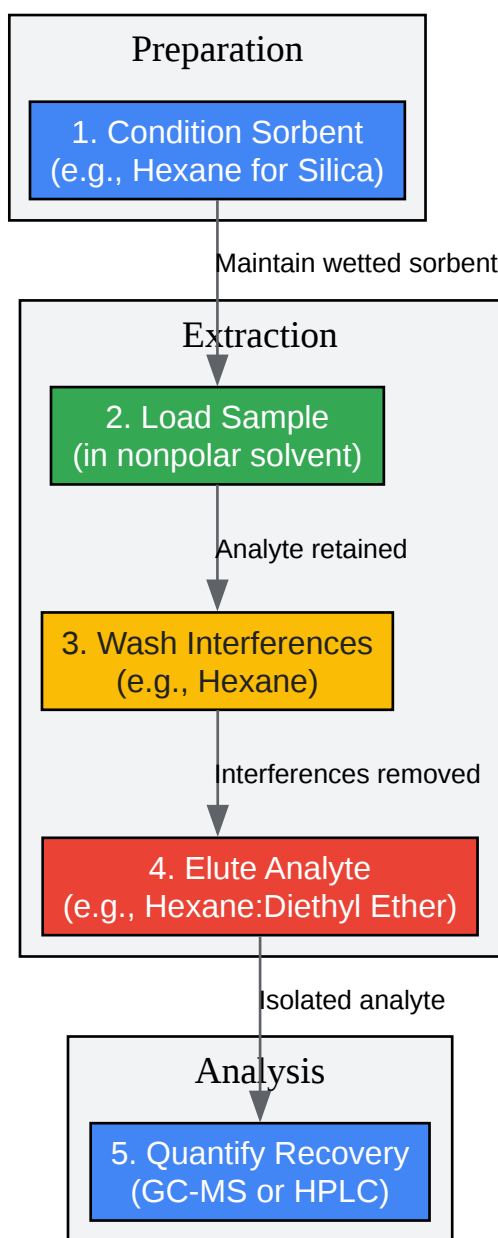 Preparation
1. Condition Sorbent
(e.g., Hexane for Silica)
Maintain wetted sorbent
Extraction
2. Load Sample
(in nonpolar solvent)
Analyte retained
3. Wash Interferences
(e.g., Hexane)
Interferences removed
4. Elute Analyte
(e.g., Hexane:Diethyl Ether)
Isolated analyte
Analysis
5. Quantify Recovery
(GC-MS or HPLC)